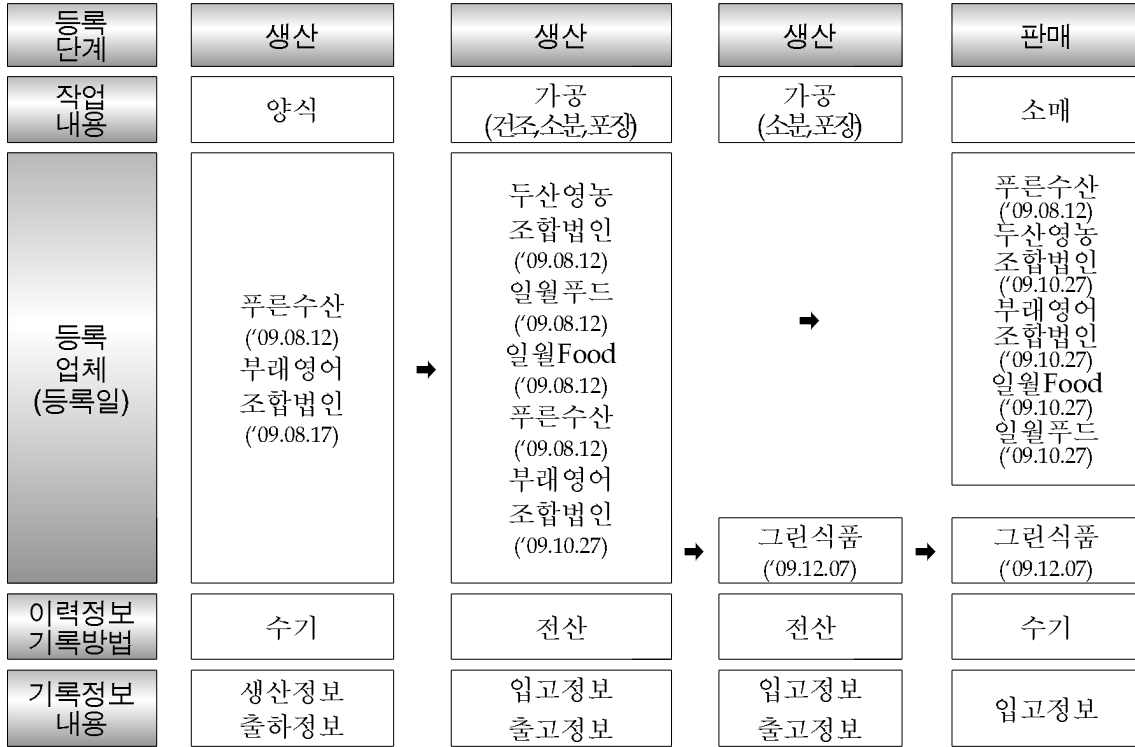 등록
단계
생산
생산
생산
판매
작업
내용
양식
가공
(건조,소분,포장)
가공
(소분,포장)
소매
등록
업체
(등록일)
푸른수산
(‘09.08.12)
부래영어
조합법인
(‘09.08.17)
➡
두산영농
조합법인
(‘09.08.12)
일월푸드
(‘09.08.12)
일월Food
(‘09.08.12)
푸른수산
(‘09.08.12)
부래영어
조합법인
(‘09.10.27)
➡
그린식품
(‘09.12.07)
➡
➡
푸른수산
(‘09.08.12)
두산영농
조합법인
(‘09.10.27)
부래영어
조합법인
(‘09.10.27)
일월Food
(‘09.10.27)
일월푸드
(‘09.10.27)
그린식품
(‘09.12.07)
이력정보
기록방법
수기
전산
전산
수기
기록정보
내용
생산정보
출하정보
입고정보
출고정보
입고정보
출고정보
입고정보